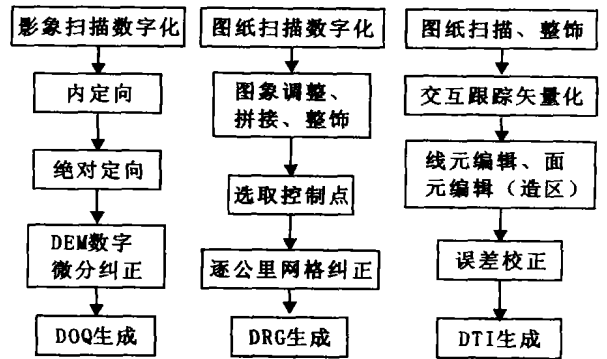 影象扫描数字化
内定向
绝对定向
DEM数字
微分纠正
DOQ生成
图纸扫描数字化
图象调整、
拼接、整饰
选取控制点
逐公里网格纠正
DRG生成
图纸扫描、整饰
交互跟踪矢量化
线元编辑、面
元编辑（造区）
误差校正
DTI生成